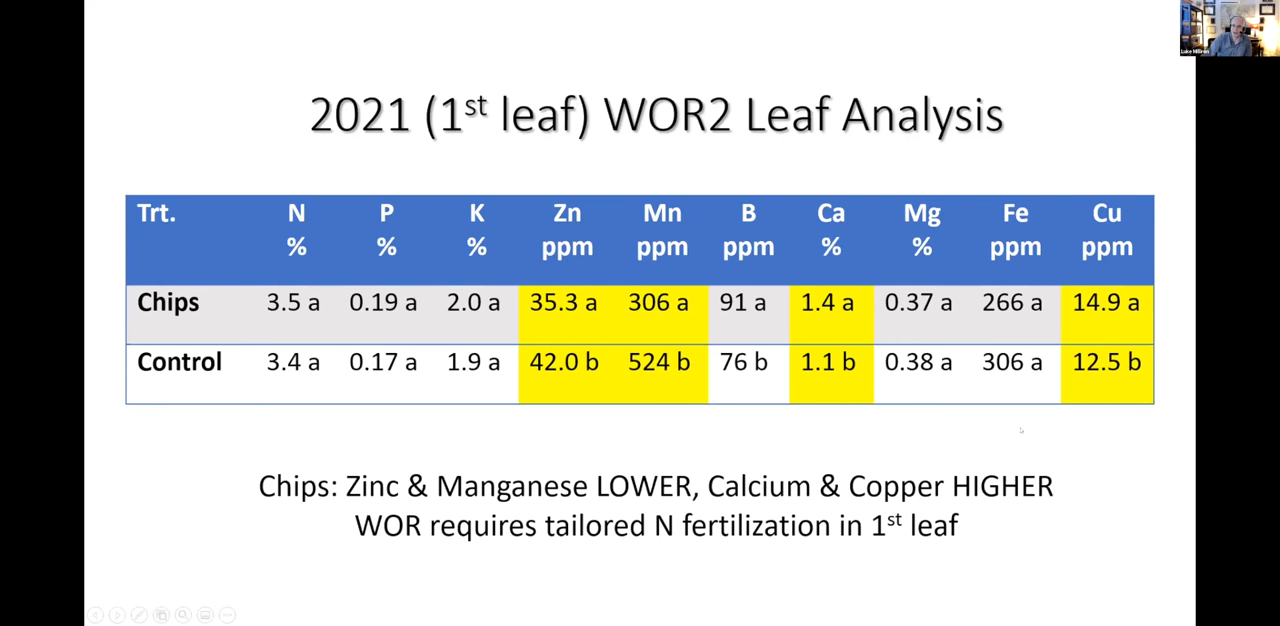 Luke Milliron
2021 (1st leaf) WOR2 Leaf Analysis
Trt. N P K Zn Mn B Ca Mg Fe Cu
% % % ppm ppm ppm % % ppm ppm
Chips 3.5 a 0.19 a 2.0 a 35.3 a 306 a 91 a 1.4 a 0.37 a 266 a 14.9 a
Control 3.4 a 0.17 a 1.9 a 42.0 b 524 b 76 b 1.1 b 0.38 a 306 a 12.5 b
Chips: Zinc & Manganese LOWER, Calcium & Copper HIGHER
WOR requires tailored N fertilization in 1st leaf